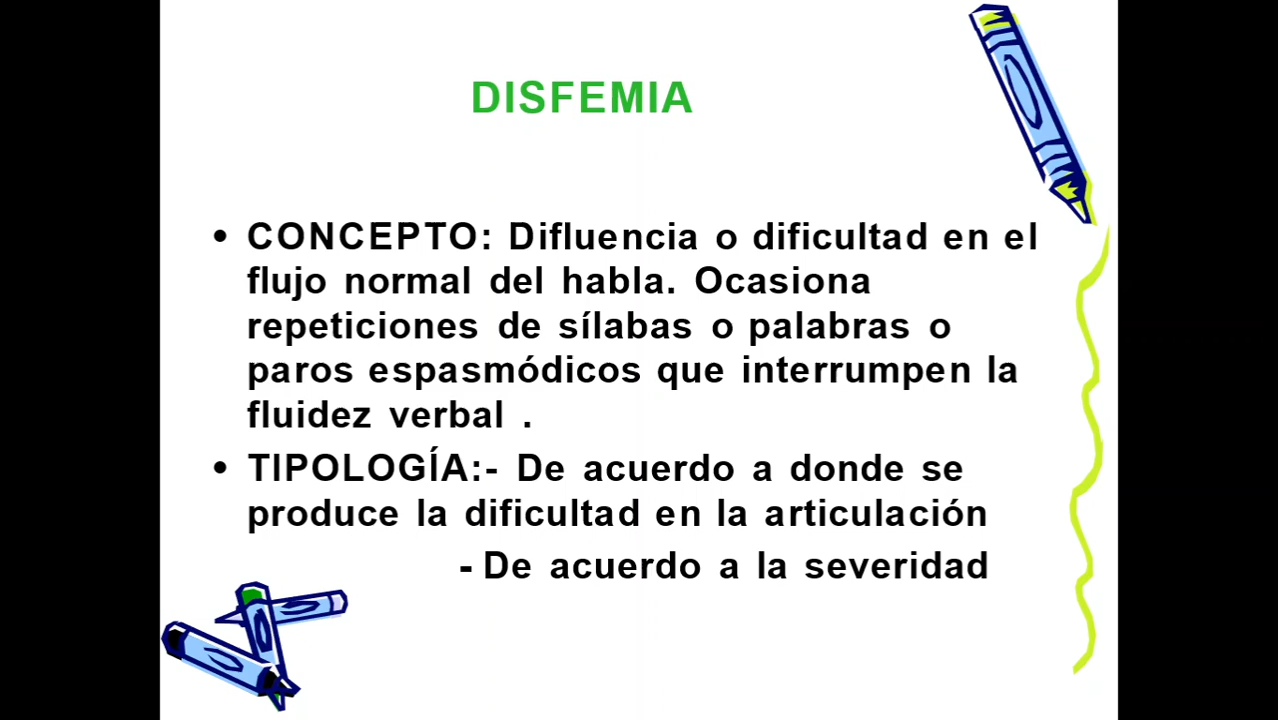 DISFEMIA
• CONCEPTO: Difluencia o dificultad en el
flujo normal del habla. Ocasiona
repeticiones de sílabas o palabras o
paros espasmódicos que interrumpen la
fluidez verbal .
• TIPOLOGÍA:- De acuerdo a donde se
produce la dificultad en la articulación
- De acuerdo a la severidad